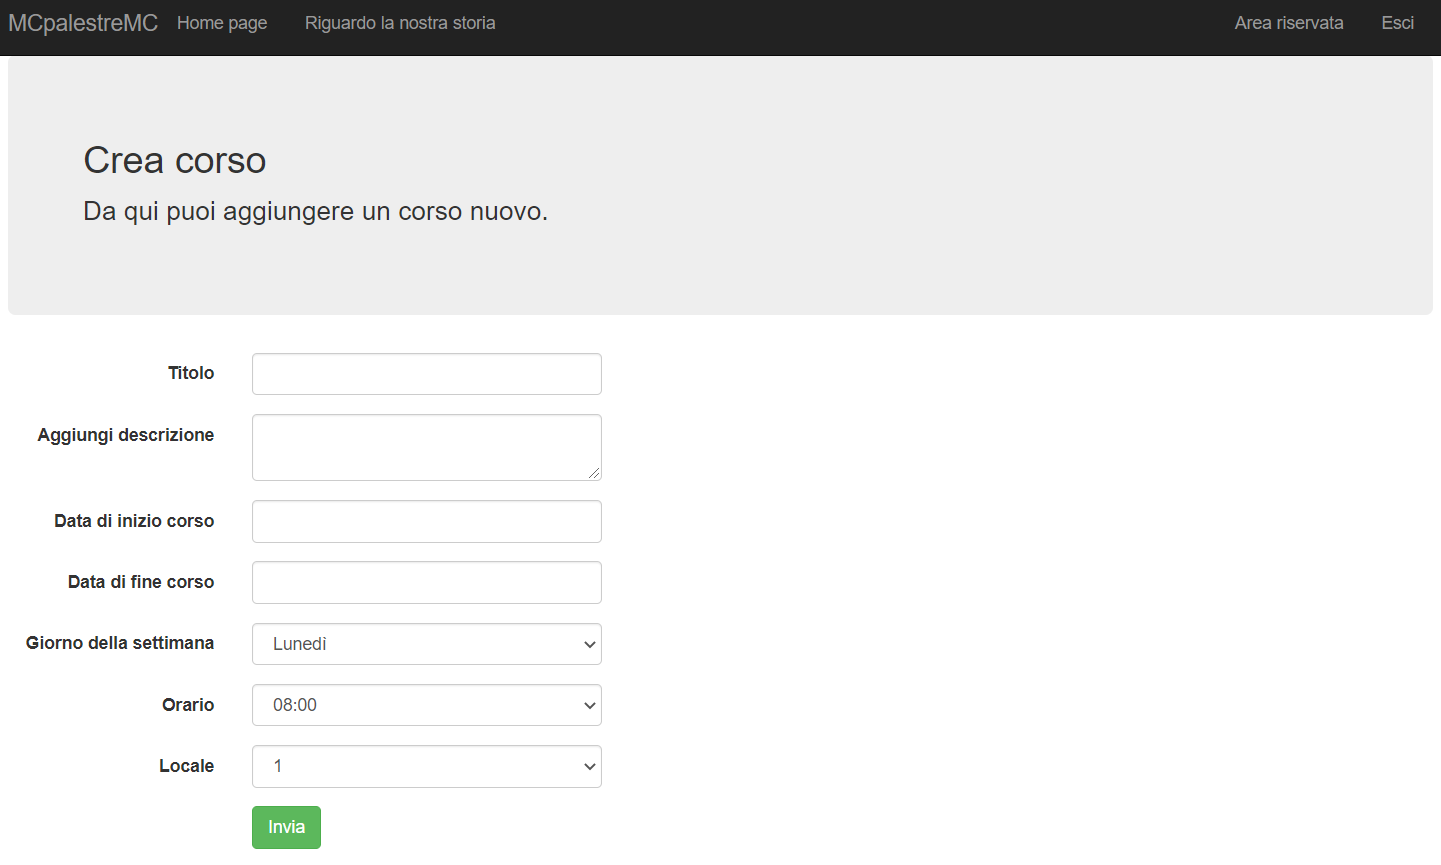 MCpalestreMC Home page Riguardo la nostra storia Area riservata Esci
Crea corso
Da qui puoi aggiungere un corso nuovo.
Titolo
Aggiungi descrizione
Data di inizio corso
Data di fine corso
Giorno della settimana Lunedì
Orario 08:00
Locale 1
Invia